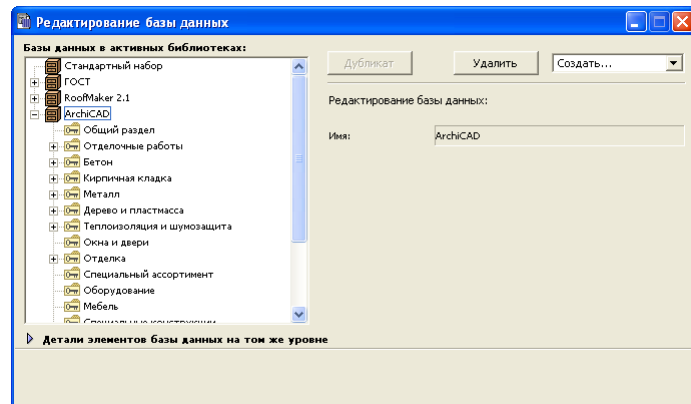 Редактирование базы данных
Базы данных в активных библиотеках:
Стандартный набор
ГОСТ
RoofMaker 2.1
ArchiCAD
Общий раздел
Отделочные работы
Бетон
Кирпичная кладка
Металл
Дерево и пластмасса
Теплоизоляция и шумозащита
Окна и двери
Отделка
Специальный ассортимент
Оборудование
Мебель
Специальные конструкции
Дубликат
Удалить
Создать...
Редактирование базы данных:
Имя:
ArchiCAD
Детали элементов базы данных на том же уровне